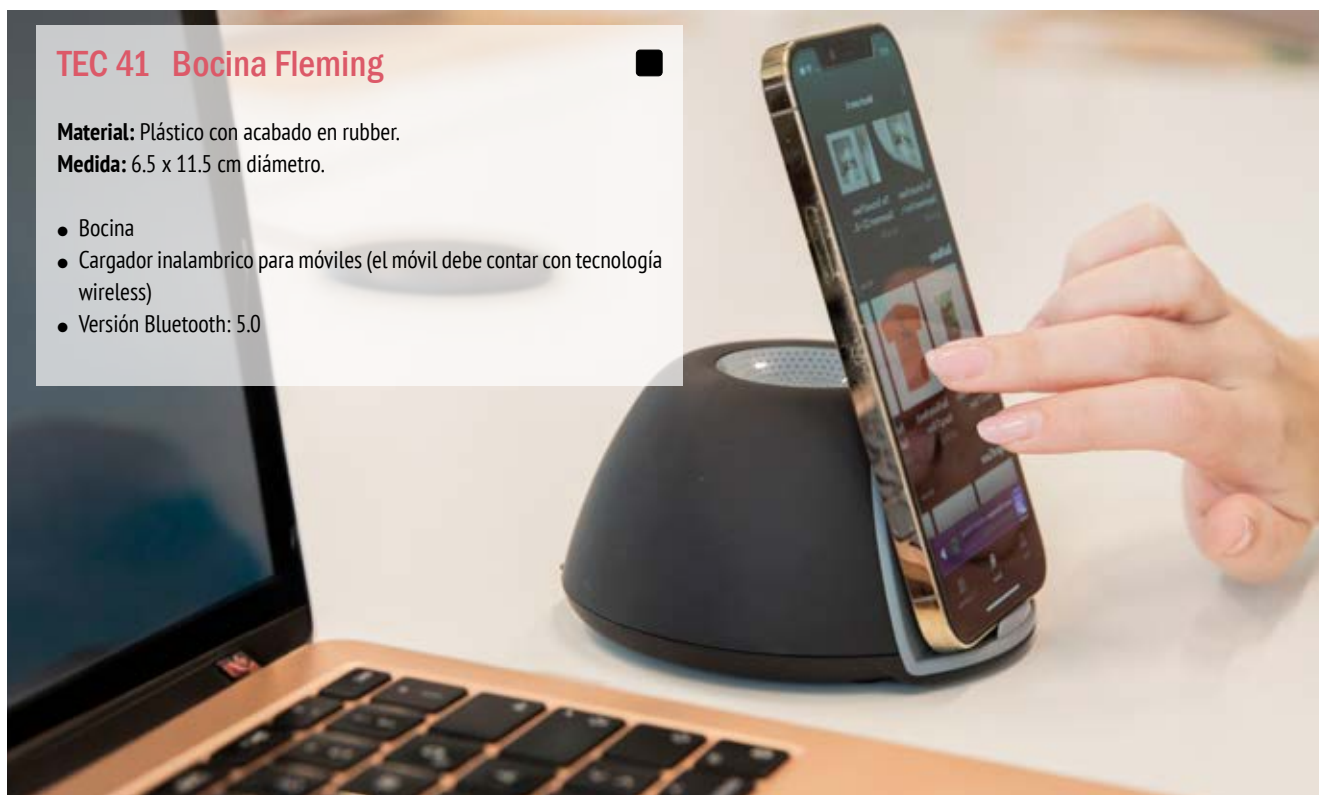 TEC 41 Bocina Fleming
Material: Plástico con acabado en rubber.
Medida: 6.5 x 11.5 cm diámetro.
● Bocina
● Cargador inalambrico para móviles (el móvil debe contar con tecnología
wireless)
● Versión Bluetooth: 5.0